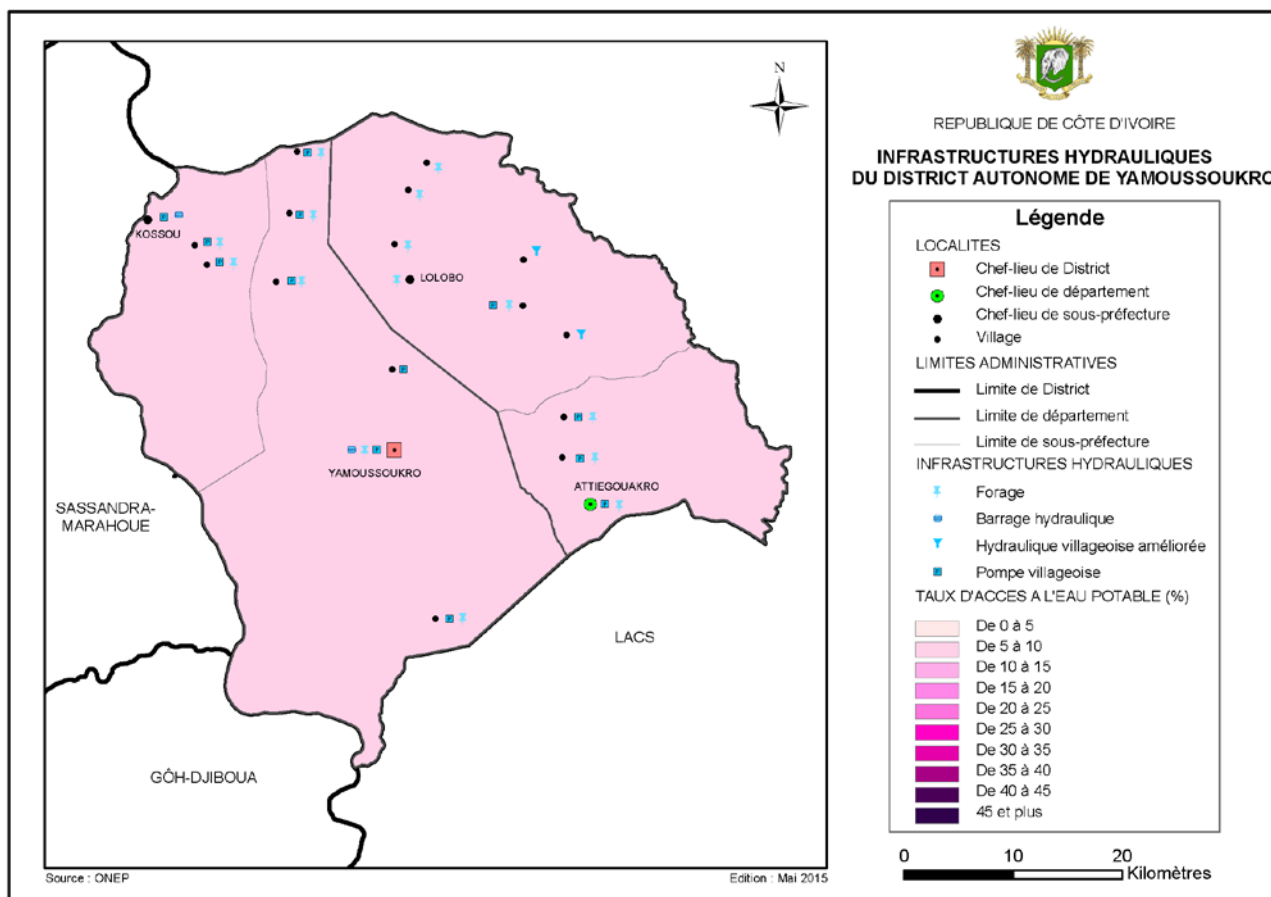 N
KOSSOU
LOLOBO
YAMOUSSOUKRO
ATTIEGOUAKRO
SASSANDRA-
MARAHOUE
LACS
GÔH-DJIBOUA
Source : ONEP
Edition : Mai 2015
REPUBLIQUE DE CÔTE D'IVOIRE
INFRASTRUCTURES HYDRAULIQUES
DU DISTRICT AUTONOME DE YAMOUSSOUKRO
Légende
LOCALITES
Chef-lieu de District
Chef-lieu de département
Chef-lieu de sous-préfecture
Village
LIMITES ADMINISTRATIVES
Limite de District
Limite de département
Limite de sous-préfecture
INFRASTRUCTURES HYDRAULIQUES
Forage
Barrage hydraulique
Hydraulique villageoise améliorée
Pompe villageoise
TAUX D'ACCES A L'EAU POTABLE (%)
De 0 à 5
De 5 à 10
De 10 à 15
De 15 à 20
De 20 à 25
De 25 à 30
De 30 à 35
De 35 à 40
De 40 à 45
45 et plus
0 10 20
Kilomètres